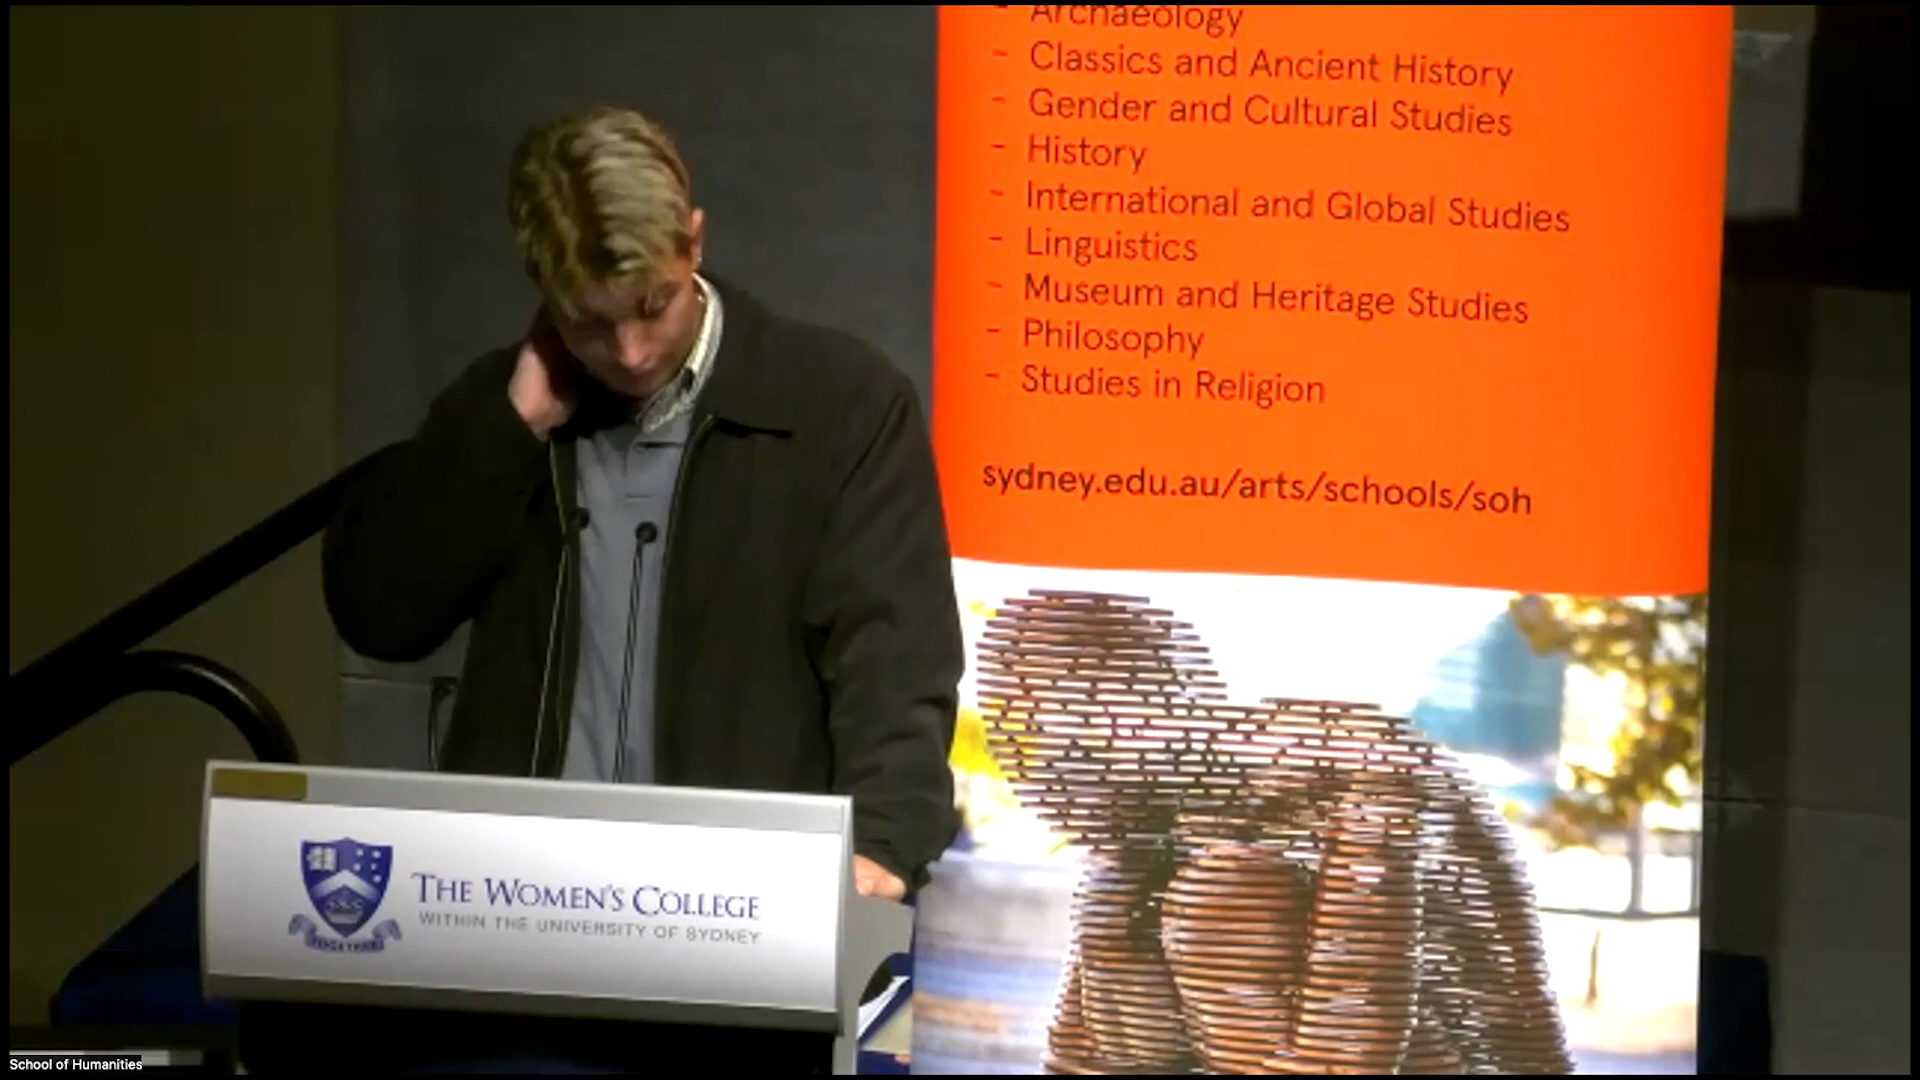 - Archaeology
- Classics and Ancient History
- Gender and Cultural Studies
- History
- International and Global Studies
- Linguistics
- Museum and Heritage Studies
- Philosophy
- Studies in Religion
sydney.edu.au/arts/schools/soh
THE WOMEN'S COLLEGE
WITHIN THE UNIVERSITY OF SYDNEY
School of Humanities